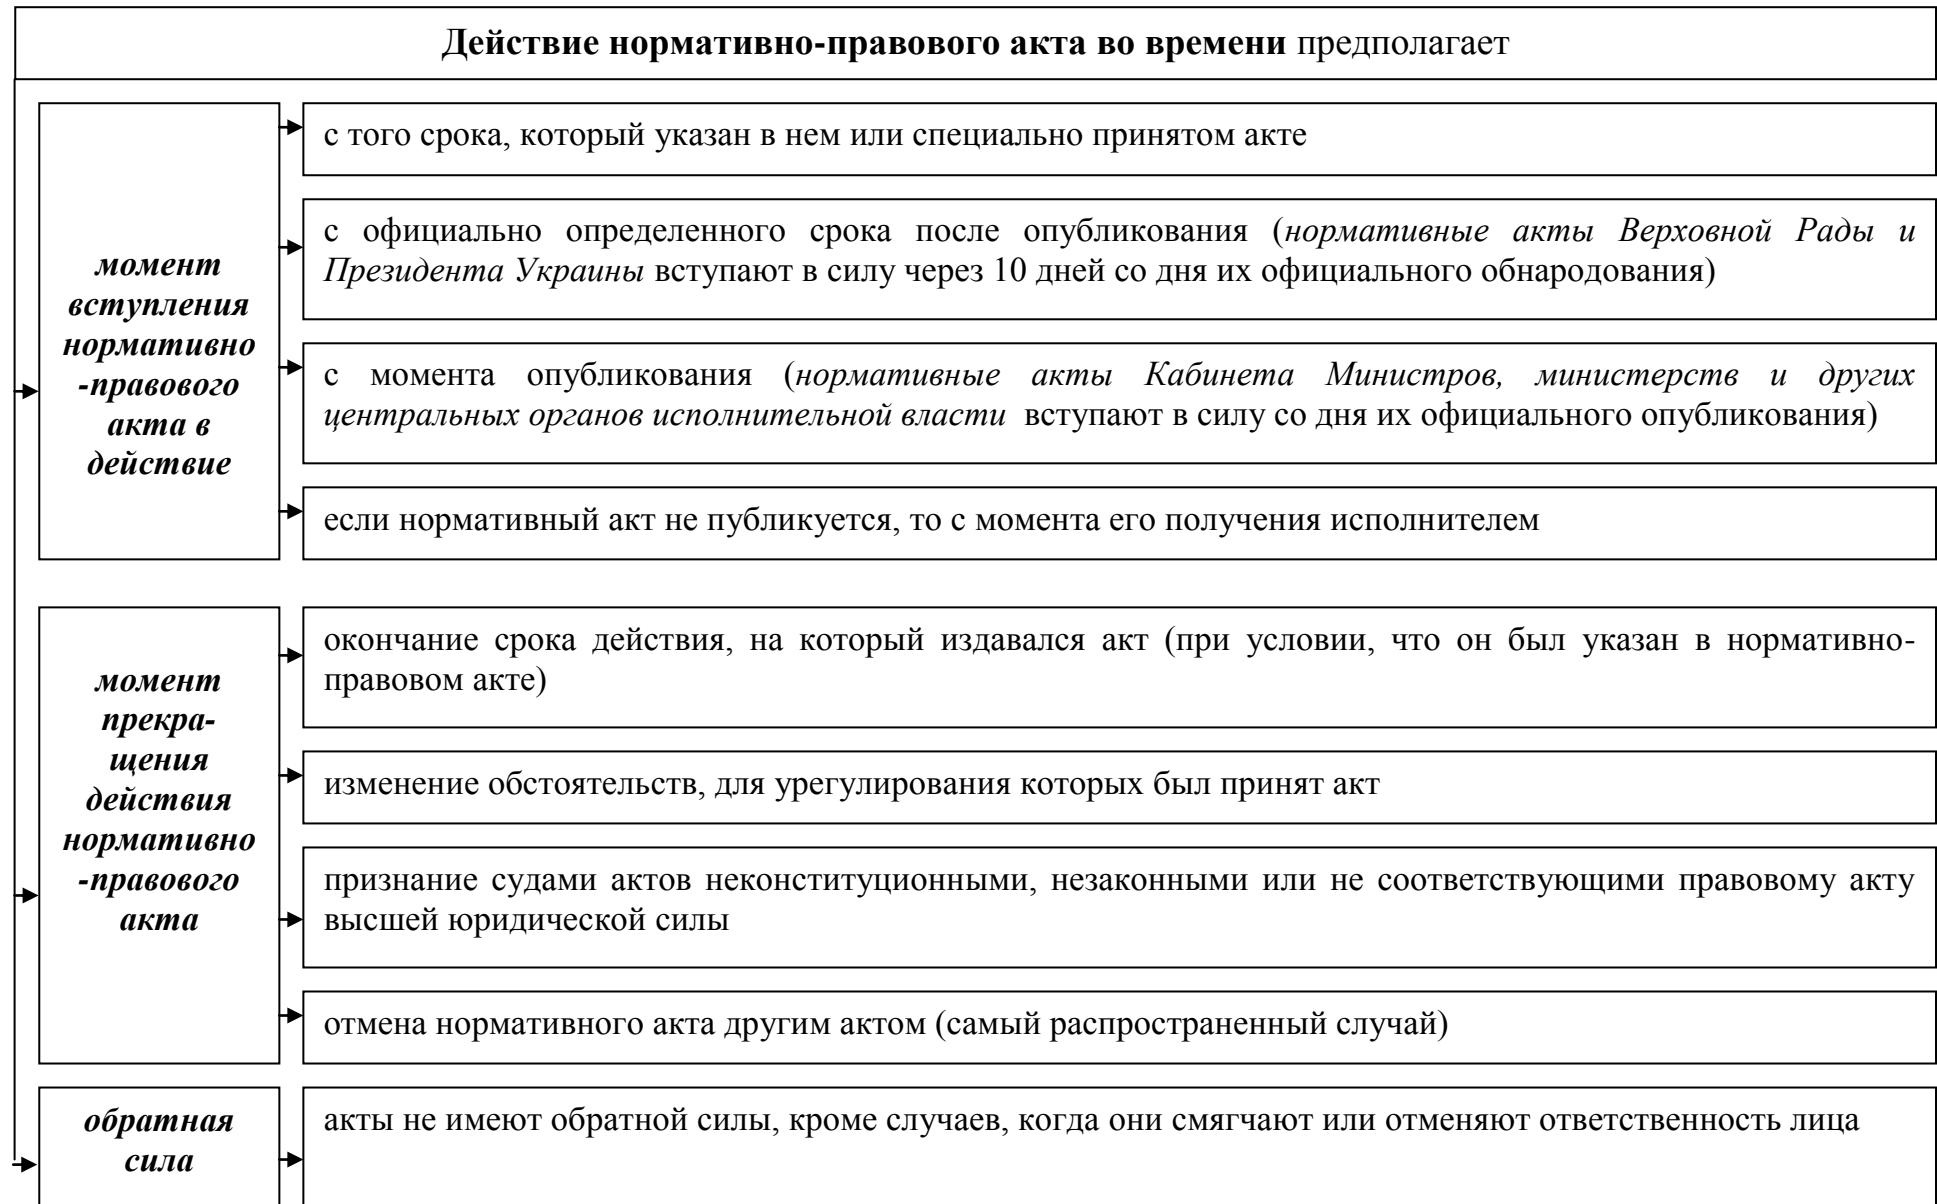 Действие нормативно-правового акта во времени предполагает
момент
вступления
нормативно
-правового
акта в
действие
с того срока, который указан в нем или специально принятом акте
с официально определенного срока после опубликования (нормативные акты Верховной Рады и
Президента Украины вступают в силу через 10 дней со дня их официального обнародования)
с момента опубликования (нормативные акты Кабинета Министров, министерств и других
центральных органов исполнительной власти вступают в силу со дня их официального опубликования)
если нормативный акт не публикуется, то с момента его получения исполнителем
момент
прекра-
щения
действия
нормативно
-правового
акта
окончание срока действия, на который издавался акт (при условии, что он был указан в нормативно-
правовом акте)
изменение обстоятельств, для урегулирования которых был принят акт
признание судами актов неконституционными, незаконными или не соответствующими правовому акту
высшей юридической силы
отмена нормативного акта другим актом (самый распространенный случай)
обратная
сила
акты не имеют обратной силы, кроме случаев, когда они смягчают или отменяют ответственность лица